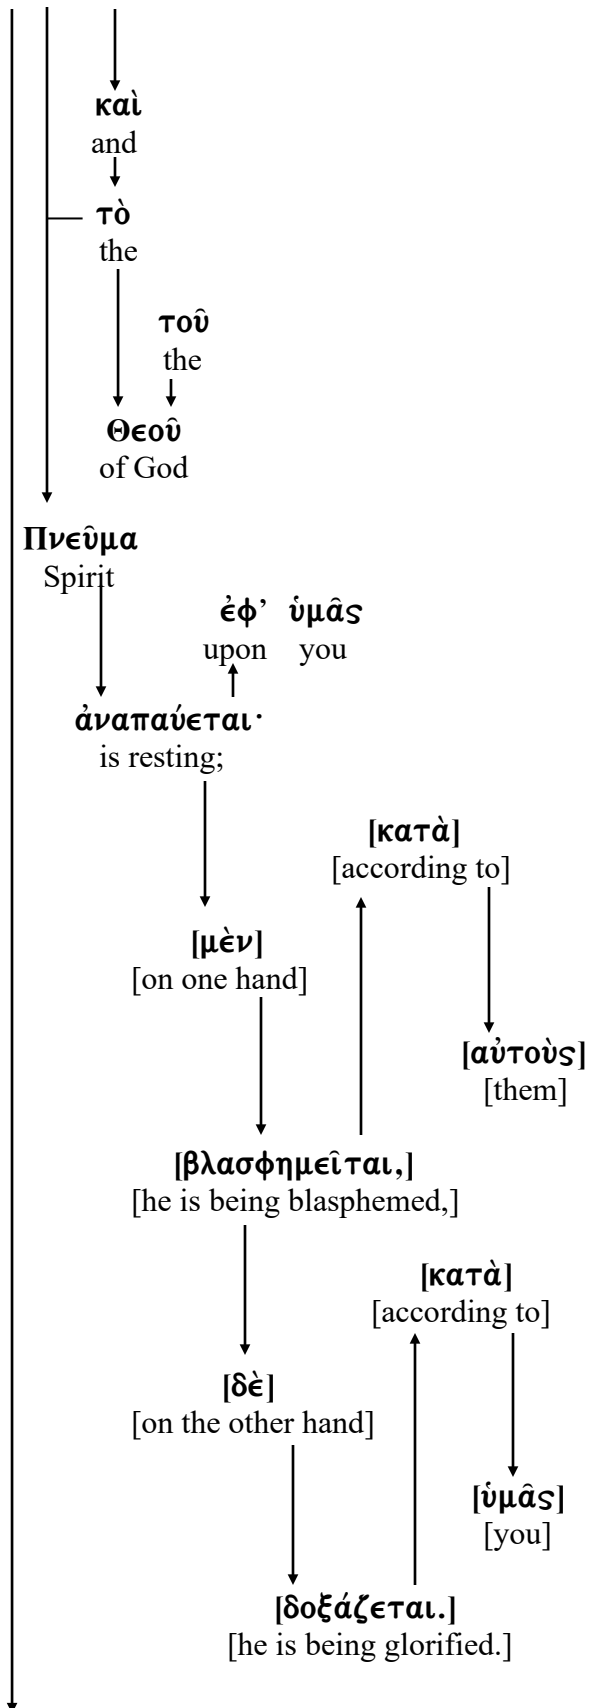 καὶ
and
τὸ
the
τοῦ
the
Θεοῦ
of God
Πνεῦμα
Spirit
ἐφ’ ὑμᾶς
upon you
ἀναπαύεται·
is resting;
[κατὰ]
[according to]
[μὲν]
[on one hand]
[αὐτοὺς]
[them]
[βλασφημεῖται,]
[he is being blasphemed,]
[κατὰ]
[according to]
[δὲ]
[on the other hand]
[ὑμᾶς]
[you]
[δοξάζεται.]
[he is being glorified.]